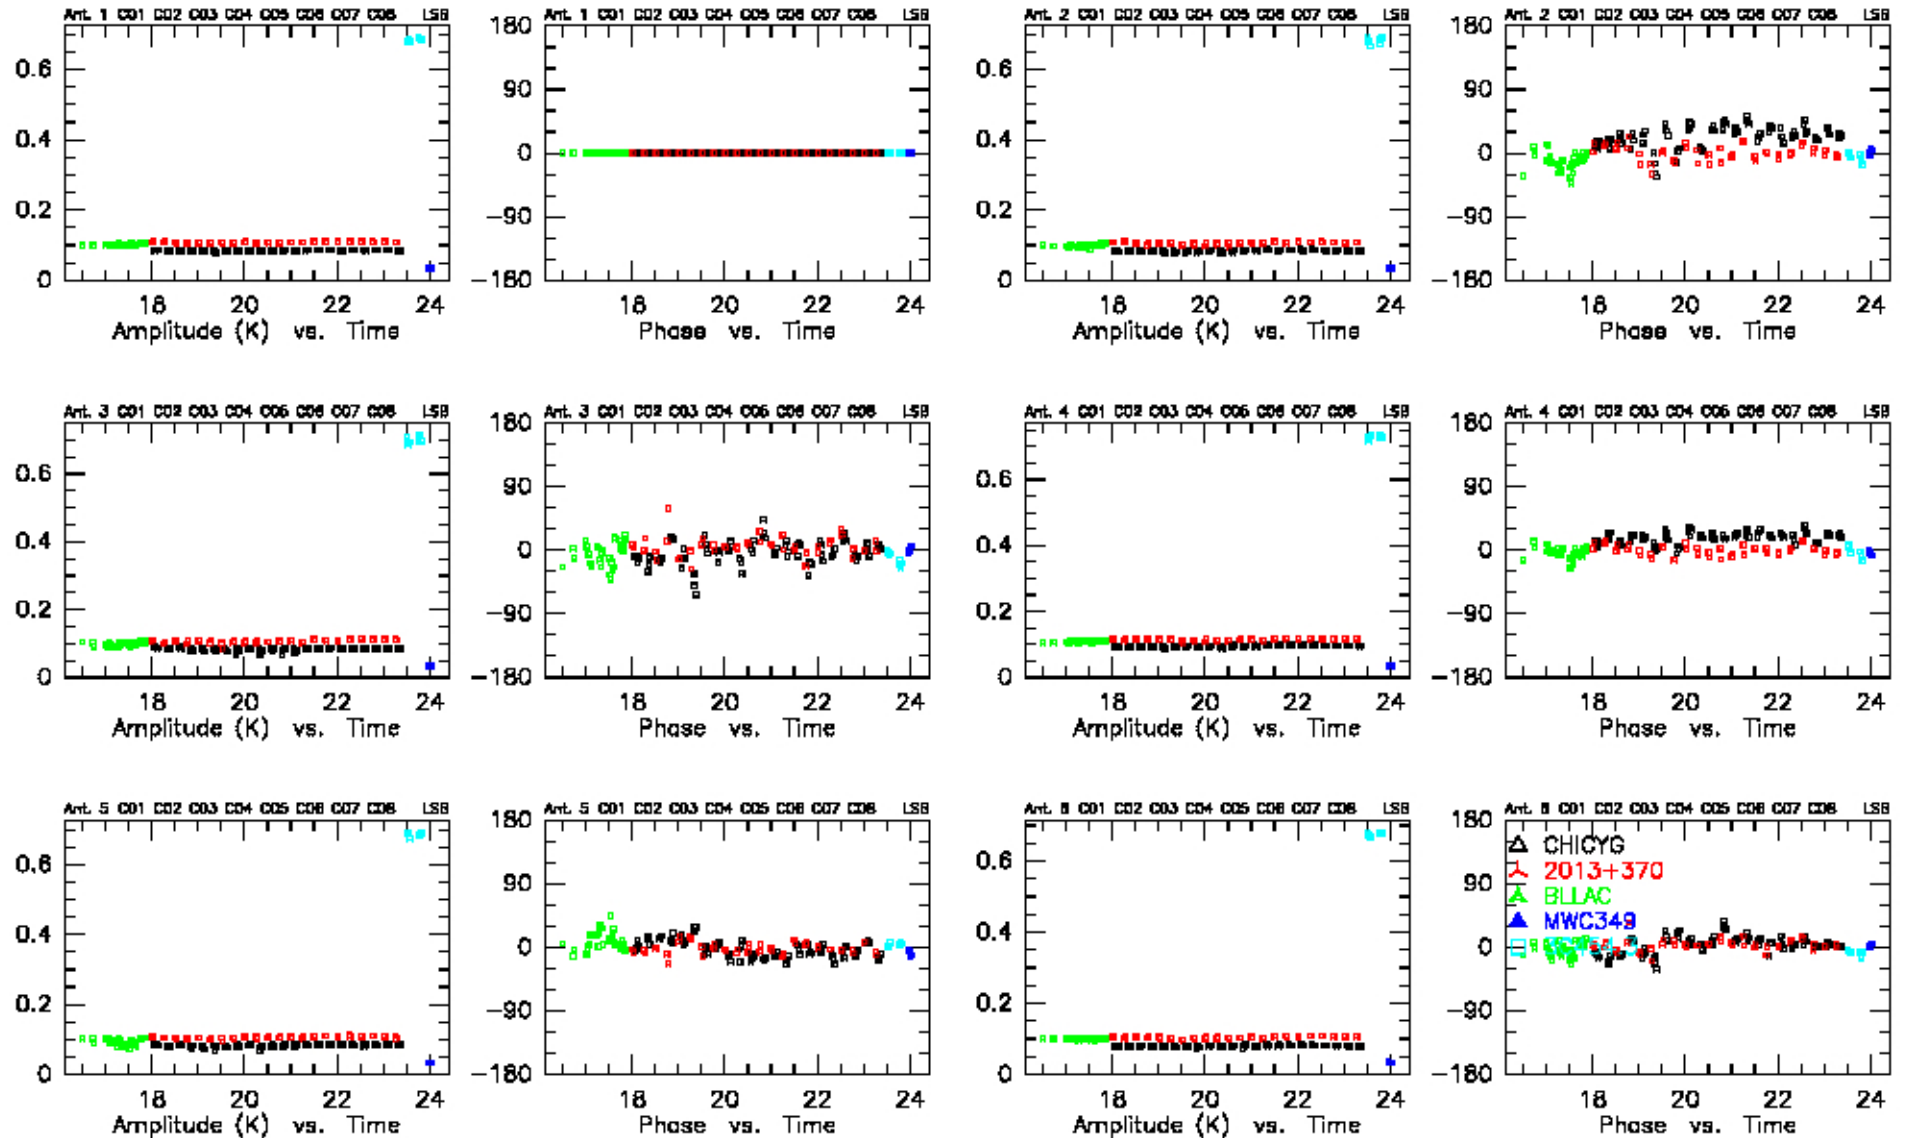 Ant. 1 C01 C02 C03 C04 C05 C06 C07 C08 LSB
Ant. 1 C01 C02 C03 C04 C05 C06 C07 C08 LSB
Ant. 2 C01 C02 C03 C04 C05 C06 C07 C08 LSB
Ant. 2 C01 C02 C03 C04 C05 C06 C07 C08 LSB
0.6
0.4
0.2
0
180
90
0
−90
−180
0.6
0.4
0.2
0
180
90
0
−90
−180
18 20 22 24
18 20 22 24
18 20 22 24
18 20 22 24
Amplitude (K) vs. Time
Phase vs. Time
Amplitude (K) vs. Time
Phase vs. Time
Ant. 3 C01 C02 C03 C04 C05 C06 C07 C08 LSB
Ant. 3 C01 C02 C03 C04 C05 C06 C07 C08 LSB
Ant. 4 C01 C02 C03 C04 C05 C06 C07 C08 LSB
Ant. 4 C01 C02 C03 C04 C05 C06 C07 C08 LSB
0.6
0.4
0.2
0
180
90
0
−90
−180
0.6
0.4
0.2
0
180
90
0
−90
−180
18 20 22 24
18 20 22 24
18 20 22 24
18 20 22 24
Amplitude (K) vs. Time
Phase vs. Time
Amplitude (K) vs. Time
Phase vs. Time
Ant. 5 C01 C02 C03 C04 C05 C06 C07 C08 LSB
Ant. 5 C01 C02 C03 C04 C05 C06 C07 C08 LSB
Ant. 6 C01 C02 C03 C04 C05 C06 C07 C08 LSB
Ant. 6 C01 C02 C03 C04 C05 C06 C07 C08 LSB
0.6
0.4
0.2
0
180
90
0
−90
−180
0.6
0.4
0.2
0
180
90
0
−90
−180
CHICYG
2013+370
BLLAC
MWC349
18 20 22 24
18 20 22 24
18 20 22 24
18 20 22 24
Amplitude (K) vs. Time
Phase vs. Time
Amplitude (K) vs. Time
Phase vs. Time